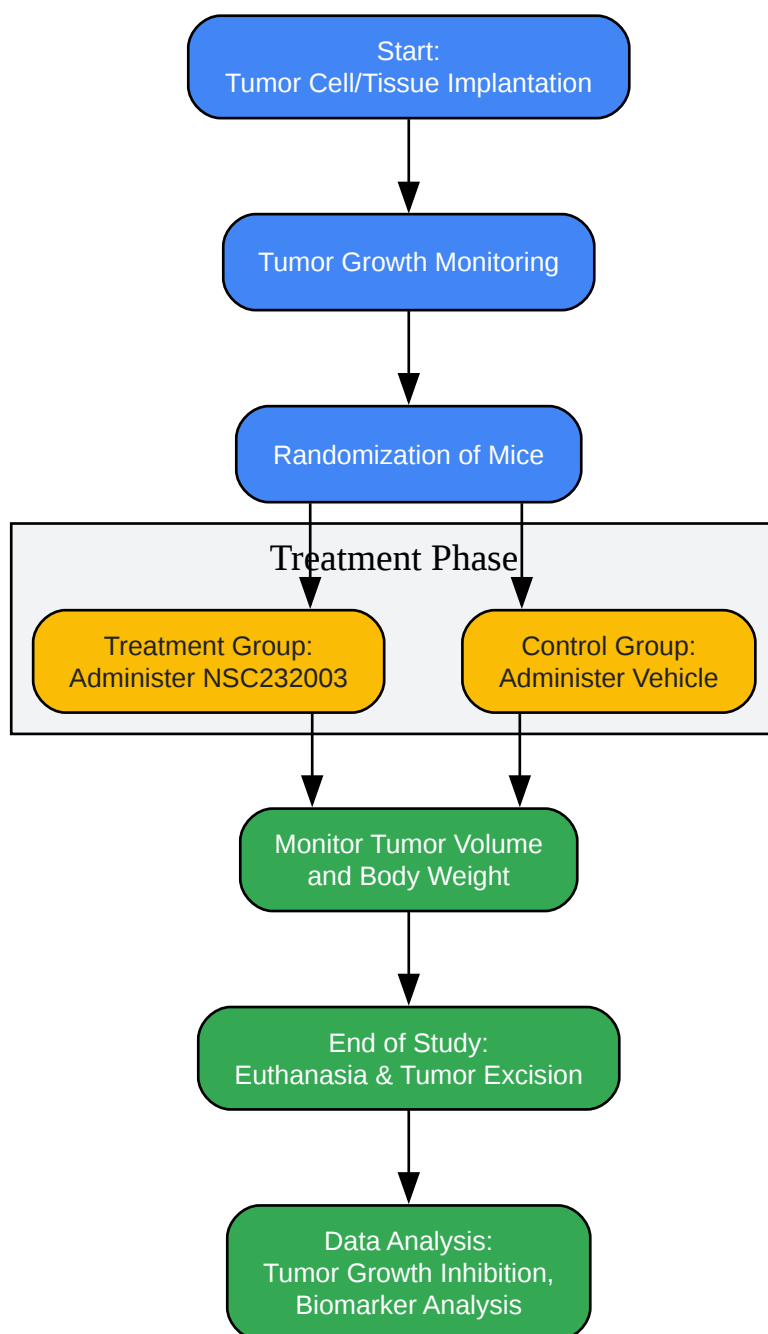 Start:
Tumor Cell/Tissue Implantation
Tumor Growth Monitoring
Randomization of Mice
Treatment Phase
Treatment Group:
Administer NSC232003
Control Group:
Administer Vehicle
Monitor Tumor Volume
and Body Weight
End of Study:
Euthanasia & Tumor Excision
Data Analysis:
Tumor Growth Inhibition,
Biomarker Analysis